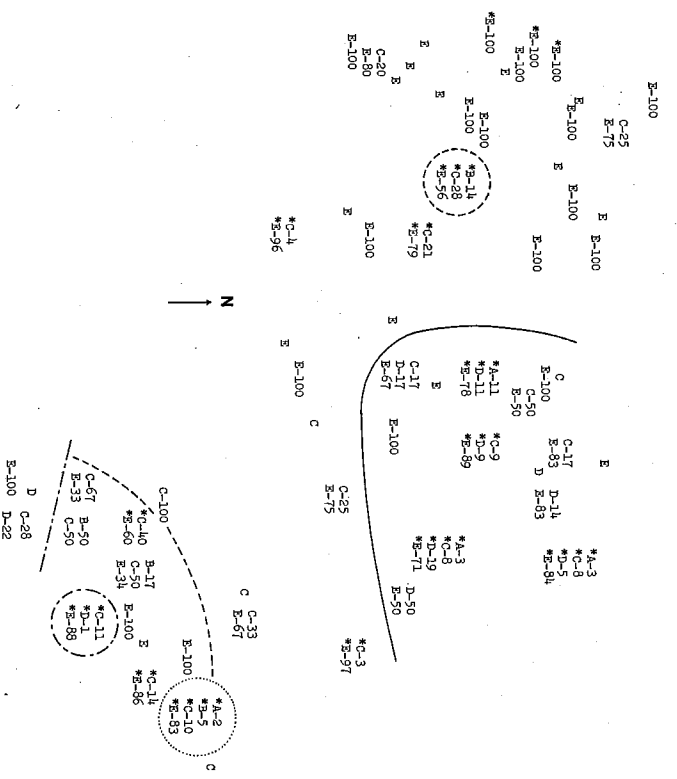 E-100
C-25
E-75
E
E
E-100
*A-3
*C-8
*D-5
*E-84
E
E-100
E-100
C-17
E-83
*E-100
E
C
E-100
D-14
E-83
D
E-100
*E-100
C-50
E-50
E-100
E
*E-100
*A-11
*D-11
*E-78
*C-9
*D-9
*E-89
E-100
E-100
*B-14
*C-28
*E-56
*A-3
*C-8
*D-19
*E-71
E
E
*C-21
*E-79
E
C-17
D-17
E-67
E
D-50
E-50
E
E-100
E
C-20
E-80
E-100
*C-3
*E-97
E-100
E
C-25
E-75
C
E-100
*C-4
*E-96
E
C-33
E-67
C
N
*A-2
*B-5
*C-10
*E-83
C
E-100
C-100
*C-14
*E-86
B-17
C-50
E-34
E
*C-40
*E-60
E-100
*C-11
*D-1
*E-88
C-67
E-33
B-50
C-50
D
C-28
D-22
E-100